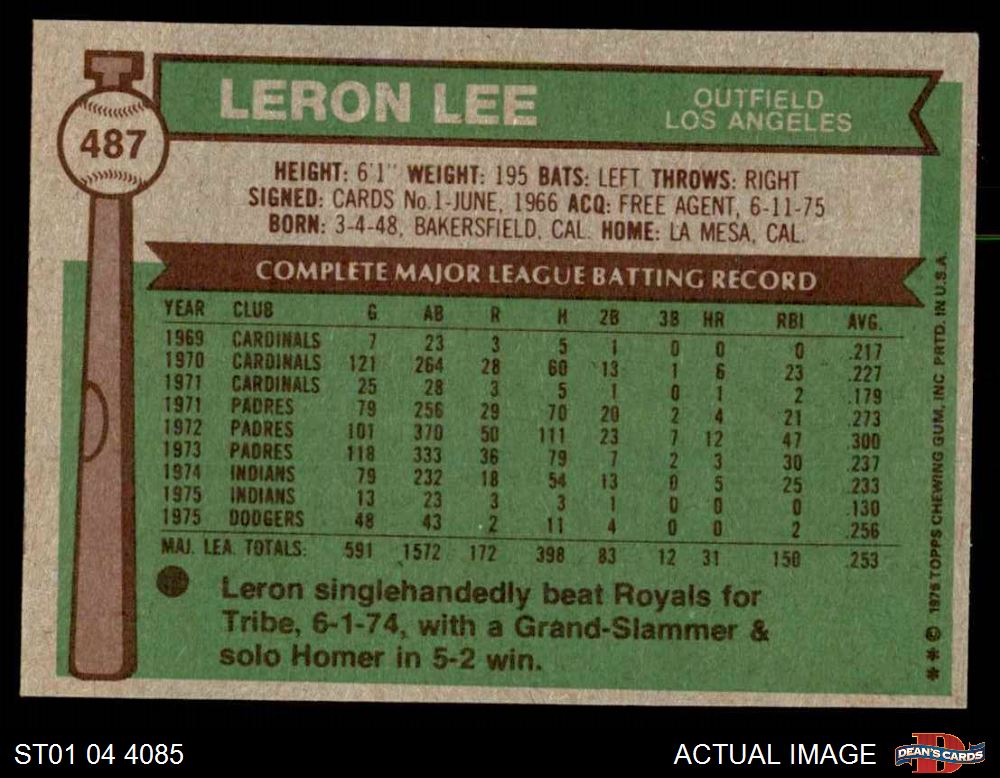 LERON LEE
OUTFIELD
LOS ANGELES
487
HEIGHT: 6'1" WEIGHT: 195 BATS: LEFT THROWS: RIGHT
SIGNED: CARDS No.1-JUNE, 1966 ACQ: FREE AGENT, 6-11-75
BORN: 3-4-48, BAKERSFIELD, CAL. HOME: LA MESA, CAL.
COMPLETE MAJOR LEAGUE BATTING RECORD
YEAR CLUB G AB R H 2B 3B HR RBI AVG.
1969 CARDINALS 7 23 3 5 1 0 0 0 .217
1970 CARDINALS 121 264 28 60 13 1 6 23 .227
1971 CARDINALS 25 28 3 5 1 0 1 2 .179
1971 PADRES 79 256 29 70 20 2 4 21 .273
1972 PADRES 101 370 50 111 23 7 12 47 .300
1973 PADRES 118 333 36 79 7 2 3 30 .237
1974 INDIANS 79 232 18 54 13 0 5 25 .233
1975 INDIANS 13 23 3 3 1 0 0 0 .130
1975 DODGERS 48 43 2 11 4 0 0 2 .256
MAJ. LEA. TOTALS: 591 1572 172 398 83 12 31 150 .253
Leron singlehandedly beat Royals for
Tribe, 6-1-74, with a Grand-Slammer &
solo Homer in 5-2 win.
**© 1976 TOPPS CHEWING GUM, INC. PRTD. IN U.S.A.
ST01 04 4085
ACTUAL IMAGE
DEAN'S CARDS